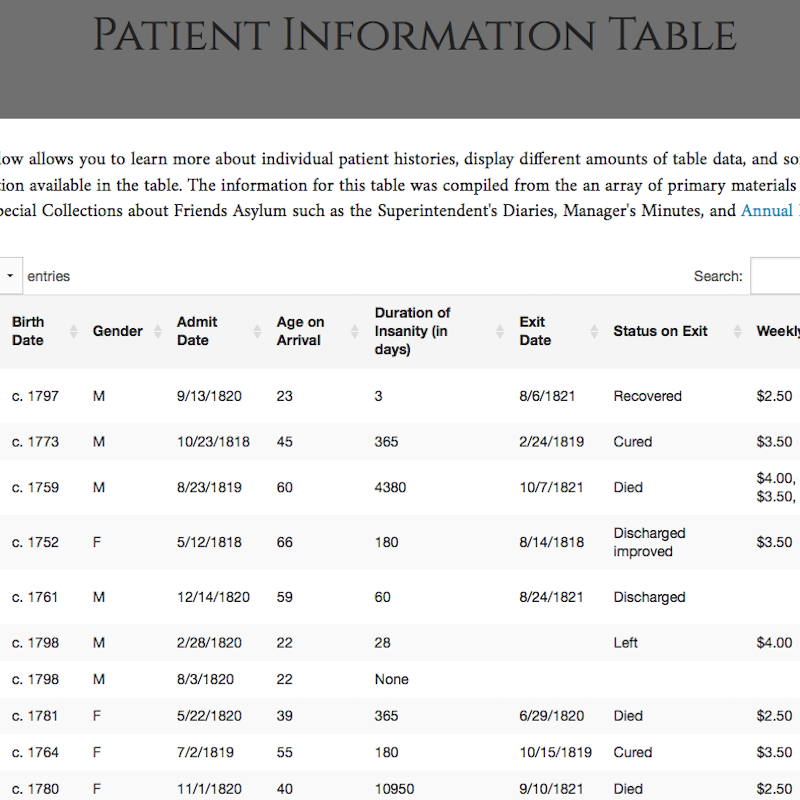 Patient Information Table
low allows you to learn more about individual patient histories, display different amounts of table data, and so
tion available in the table. The information for this table was compiled from the an array of primary materials
pecial Collections about Friends Asylum such as the Superintendent's Diaries, Manager's Minutes, and Annual
entries Search:
Birth Date Gender Admit Date Age on Arrival Duration of Insanity (in days) Exit Date Status on Exit Weekly
c. 1797 M 9/13/1820 23 3 8/6/1821 Recovered $2.50
c. 1773 M 10/23/1818 45 365 2/24/1819 Cured $3.50
c. 1759 M 8/23/1819 60 4380 10/7/1821 Died $4.00, $3.50,
c. 1752 F 5/12/1818 66 180 8/14/1818 Discharged improved $3.50
c. 1761 M 12/14/1820 59 60 8/24/1821 Discharged
c. 1798 M 2/28/1820 22 28 Left $4.00
c. 1798 M 8/3/1820 22 None
c. 1781 F 5/22/1820 39 365 6/29/1820 Died $2.50
c. 1764 F 7/2/1819 55 180 10/15/1819 Cured $3.50
c. 1780 F 11/1/1820 40 10950 9/10/1821 Died $2.50